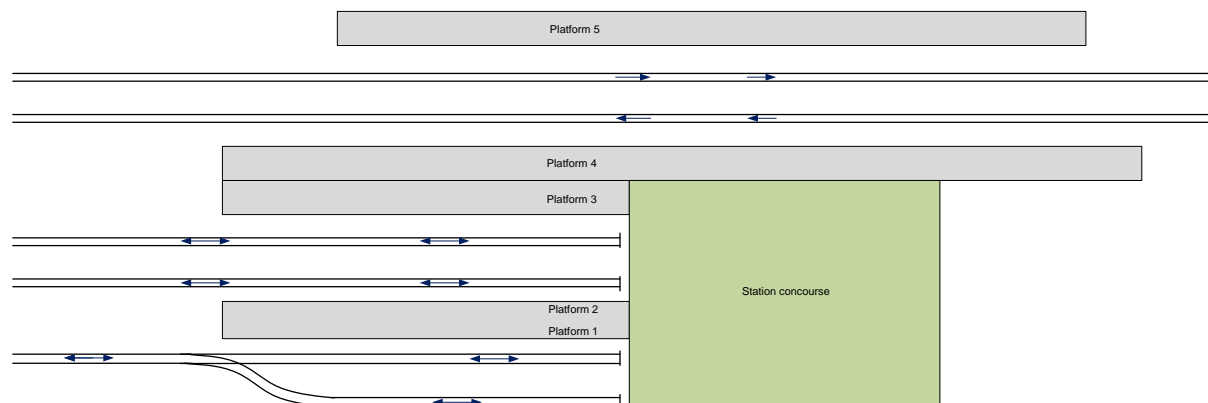 Platform 5
Platform 4
Platform 3
Station concourse
Platform 2
Platform 1